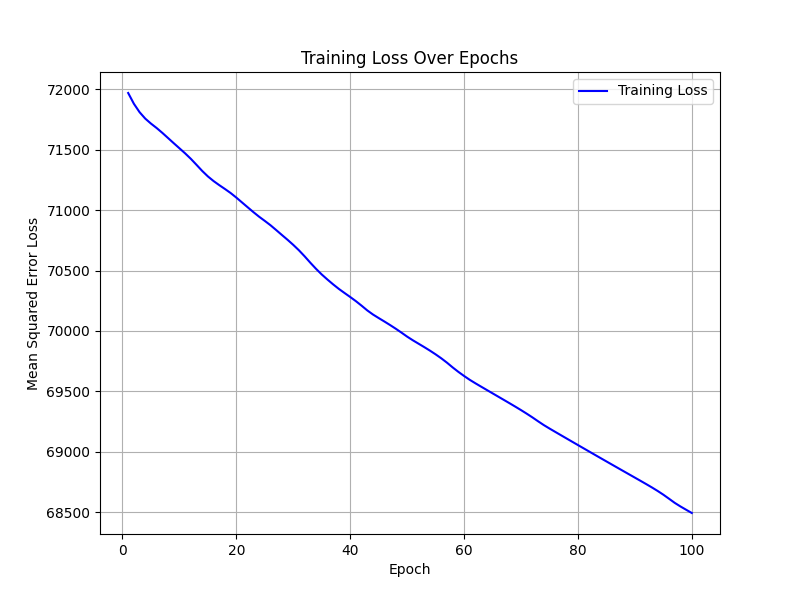 Training Loss Over Epochs
Training Loss
72000
71500
71000
70500
70000
69500
69000
68500
Mean Squared Error Loss
0 20 40 60 80 100
Epoch